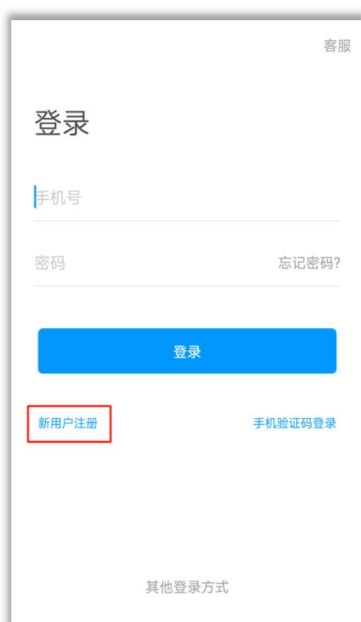 客服
登录
手机号
密码
忘记密码?
登录
新用户注册
手机验证码登录
其他登录方式